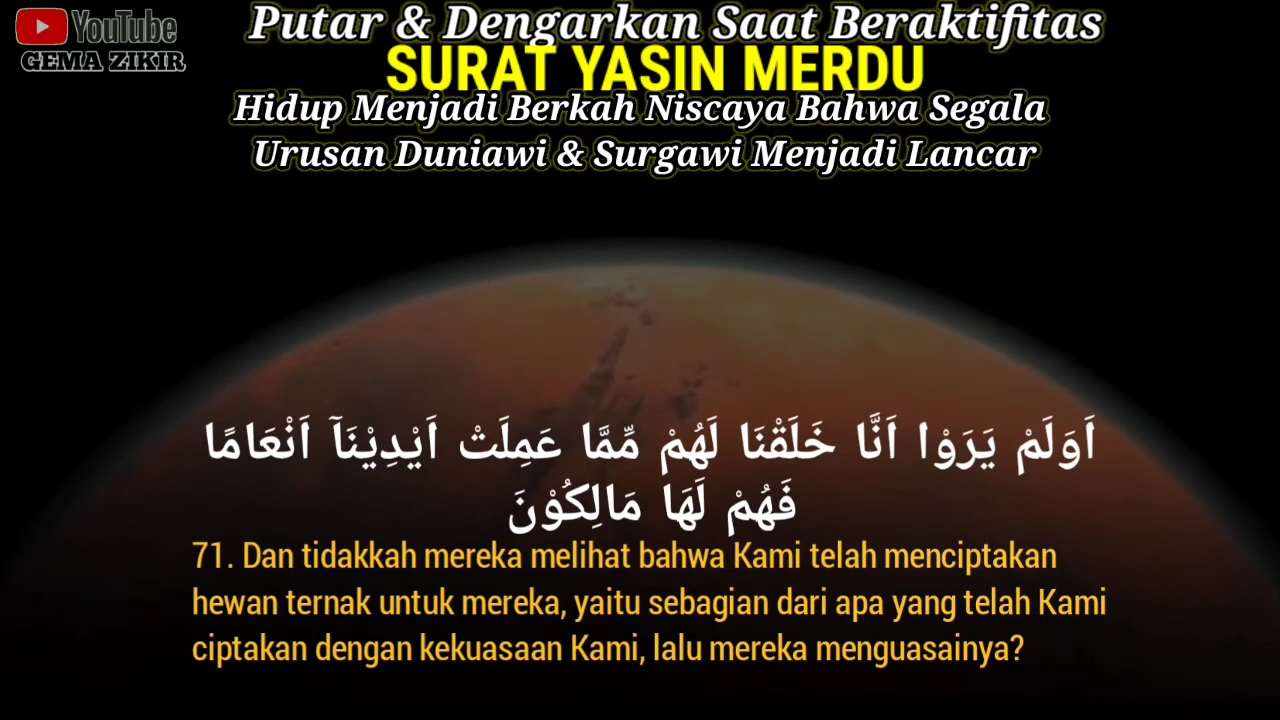 YouTube
GEMA ZIKIR
Putar & Dengarkan Saat Beraktifitas
SURAT YASIN MERDU
Hidup Menjadi Berkah Niscaya Bahwa Segala
Urusan Duniawi & Surgawi Menjadi Lancar
اَوَلَمْ يَرَوْا اَنَّا خَلَقْنَا لَهُمْ مِّمَّا عَمِلَتْ اَيْدِيْنَآ اَنْعَامًا
فَهُمْ لَهَا مَالِكُوْنَ
71. Dan tidakkah mereka melihat bahwa Kami telah menciptakan
hewan ternak untuk mereka, yaitu sebagian dari apa yang telah Kami
ciptakan dengan kekuasaan Kami, lalu mereka menguasainya?